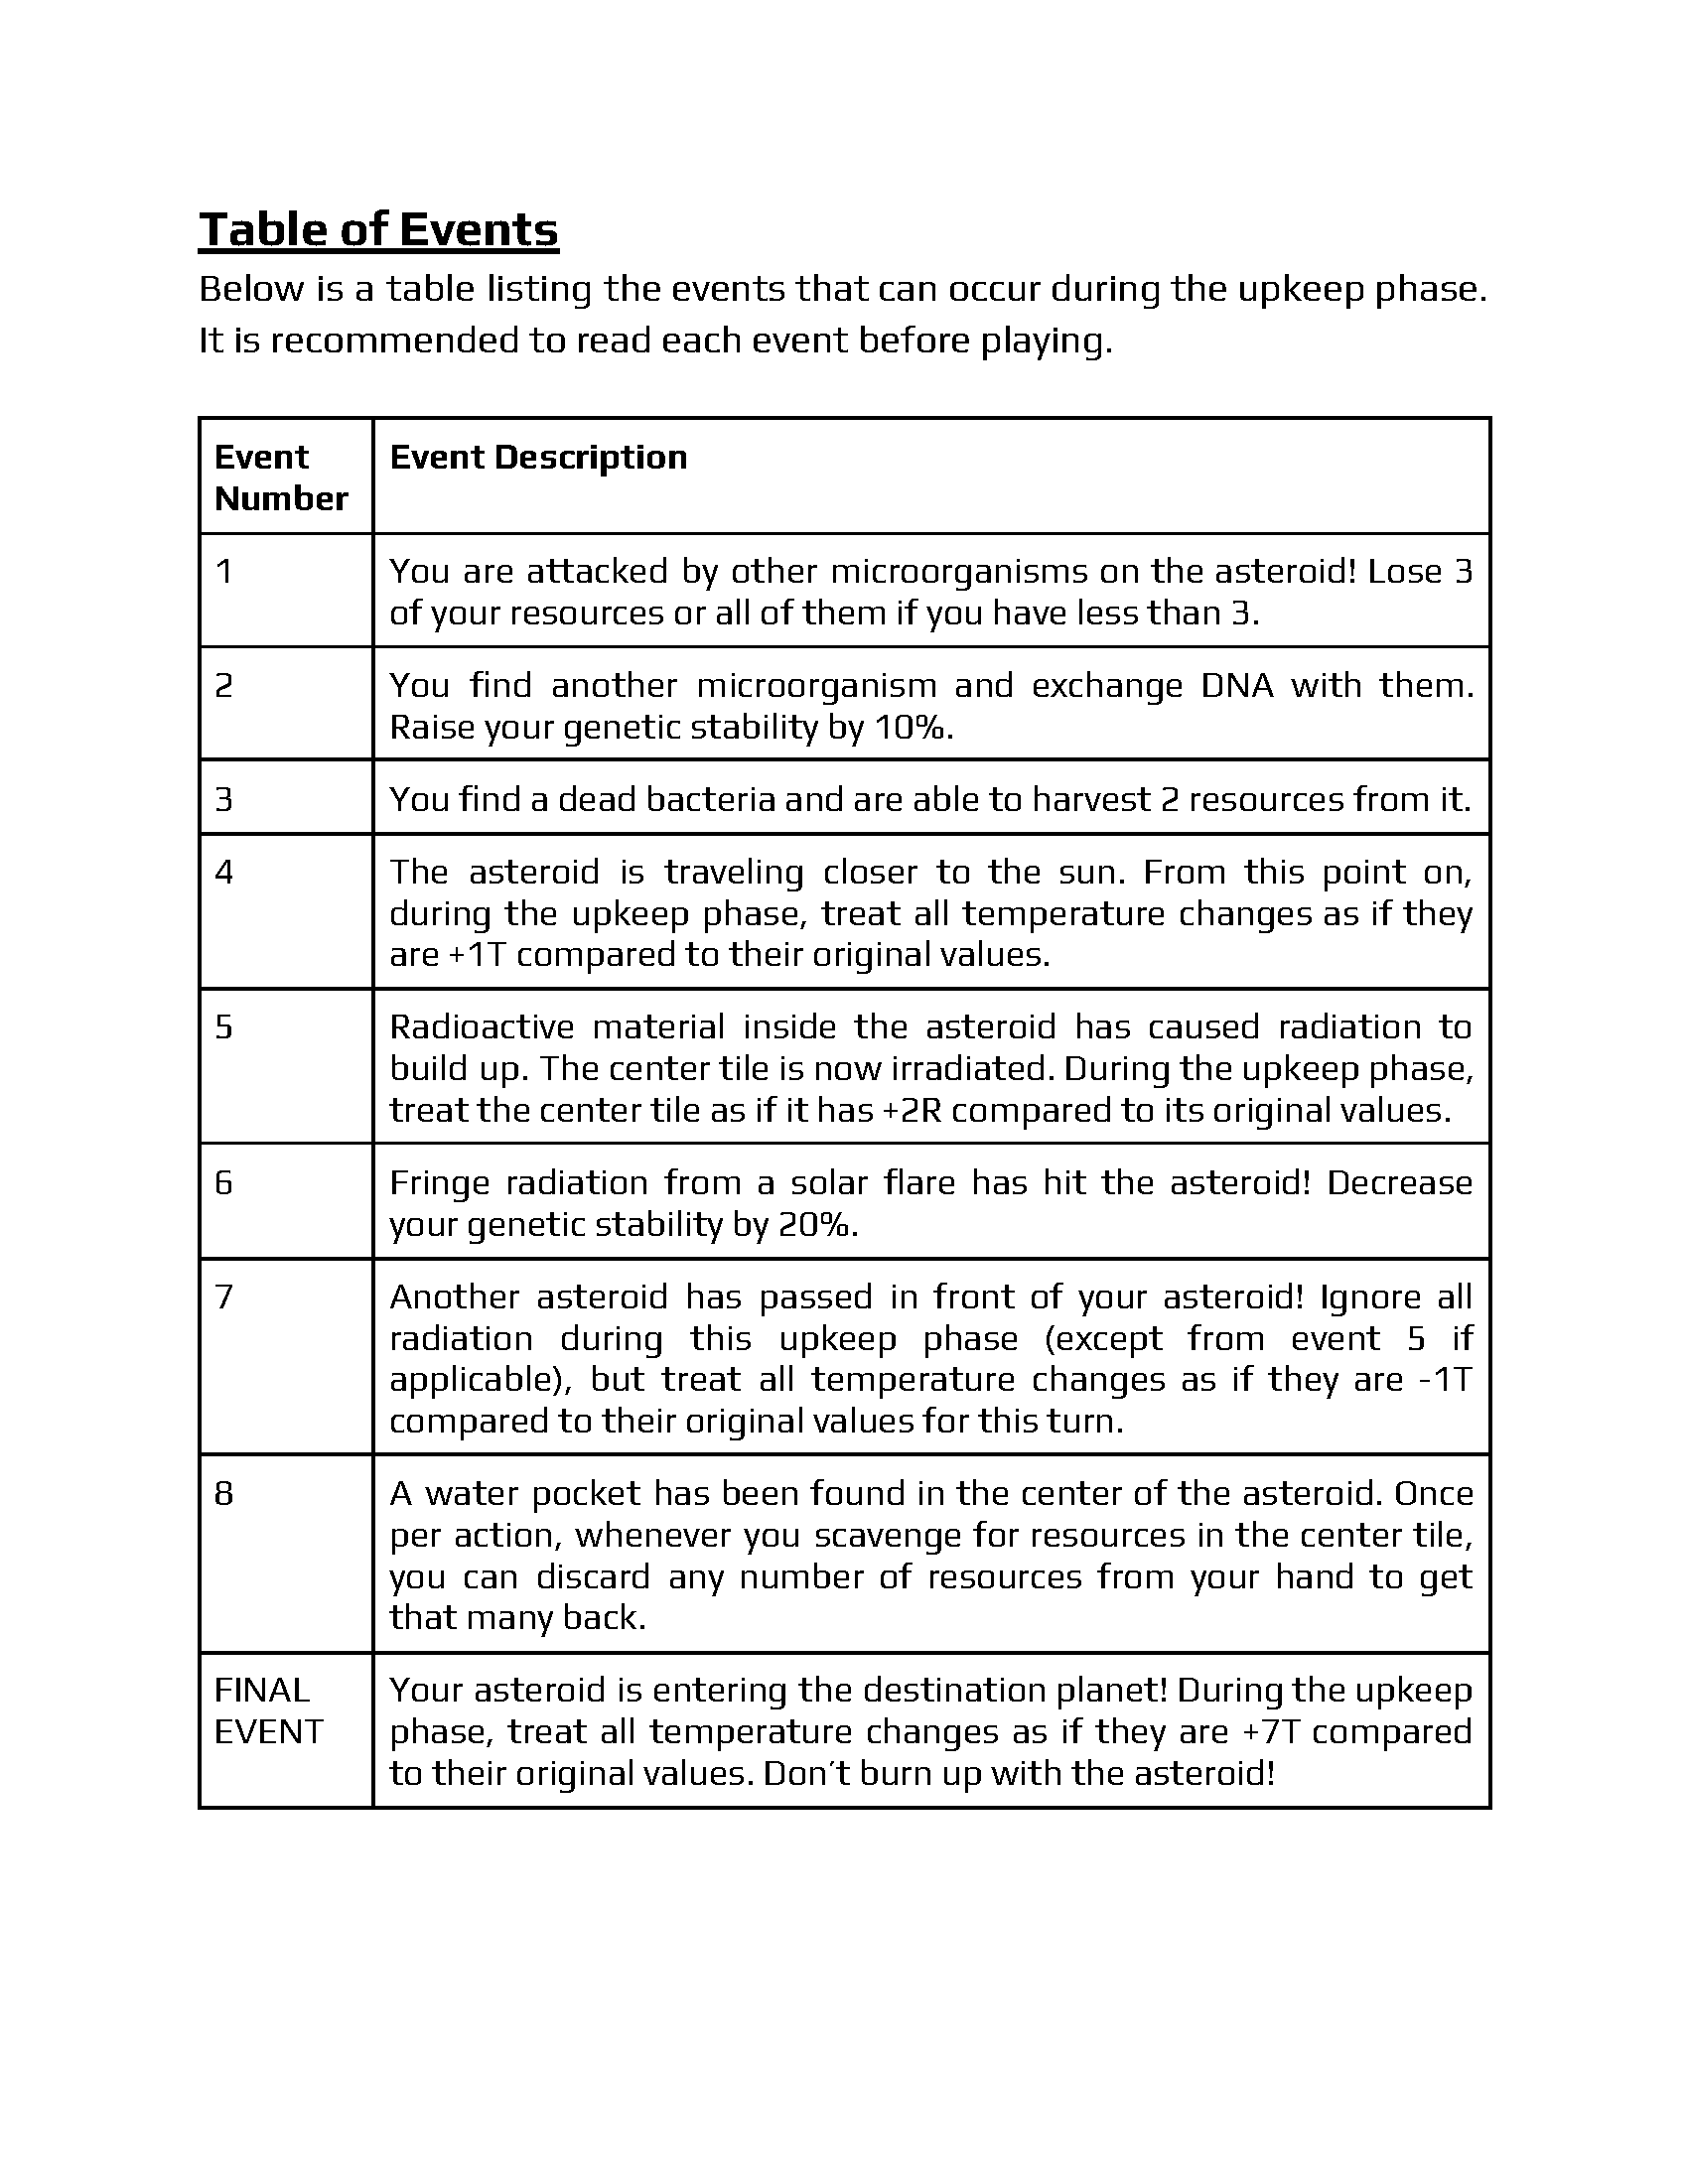 Table of Events
Below is a table listing the events that can occur during the upkeep phase.
It is recommended to read each event before playing.
Event
Number
Event Description
1
You are attacked by other microorganisms on the asteroid! Lose 3
of your resources or all of them if you have less than 3.
2
You find another microorganism and exchange DNA with them.
Raise your genetic stability by 10%.
3
You find a dead bacteria and are able to harvest 2 resources from it.
4
The asteroid is traveling closer to the sun. From this point on,
during the upkeep phase, treat all temperature changes as if they
are +1T compared to their original values.
5
Radioactive material inside the asteroid has caused radiation to
build up. The center tile is now irradiated. During the upkeep phase,
treat the center tile as if it has +2R compared to its original values.
6
Fringe radiation from a solar flare has hit the asteroid! Decrease
your genetic stability by 20%.
7
Another asteroid has passed in front of your asteroid! Ignore all
radiation during this upkeep phase (except from event 5 if
applicable), but treat all temperature changes as if they are -1T
compared to their original values for this turn.
8
A water pocket has been found in the center of the asteroid. Once
per action, whenever you scavenge for resources in the center tile,
you can discard any number of resources from your hand to get
that many back.
FINAL
EVENT
Your asteroid is entering the destination planet! During the upkeep
phase, treat all temperature changes as if they are +7T compared
to their original values. Don't burn up with the asteroid!